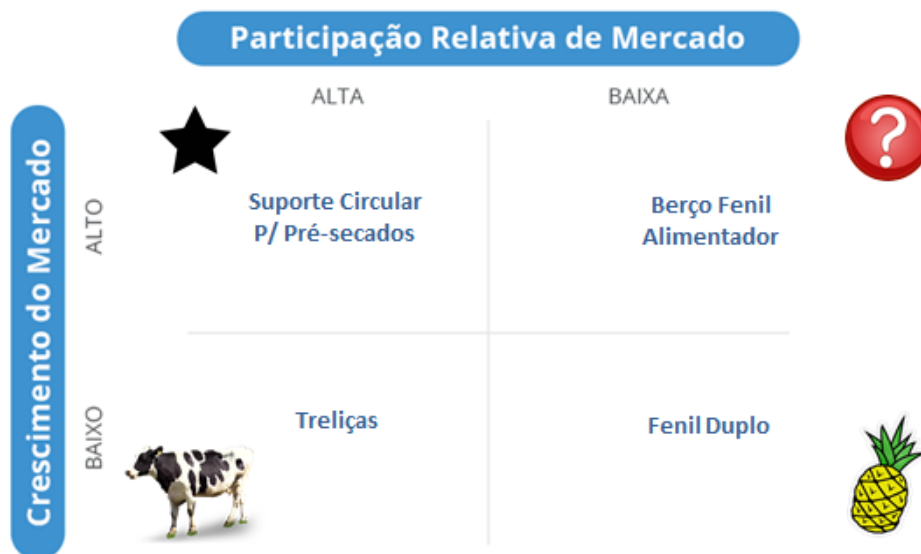 Participação Relativa de Mercado
ALTA
BAIXA
Crescimento do Mercado
ALTO
Suporte Circular
P/ Pré-secados
?
Berço Fenil
Alimentador
BAIXO
Treliças
Fenil Duplo